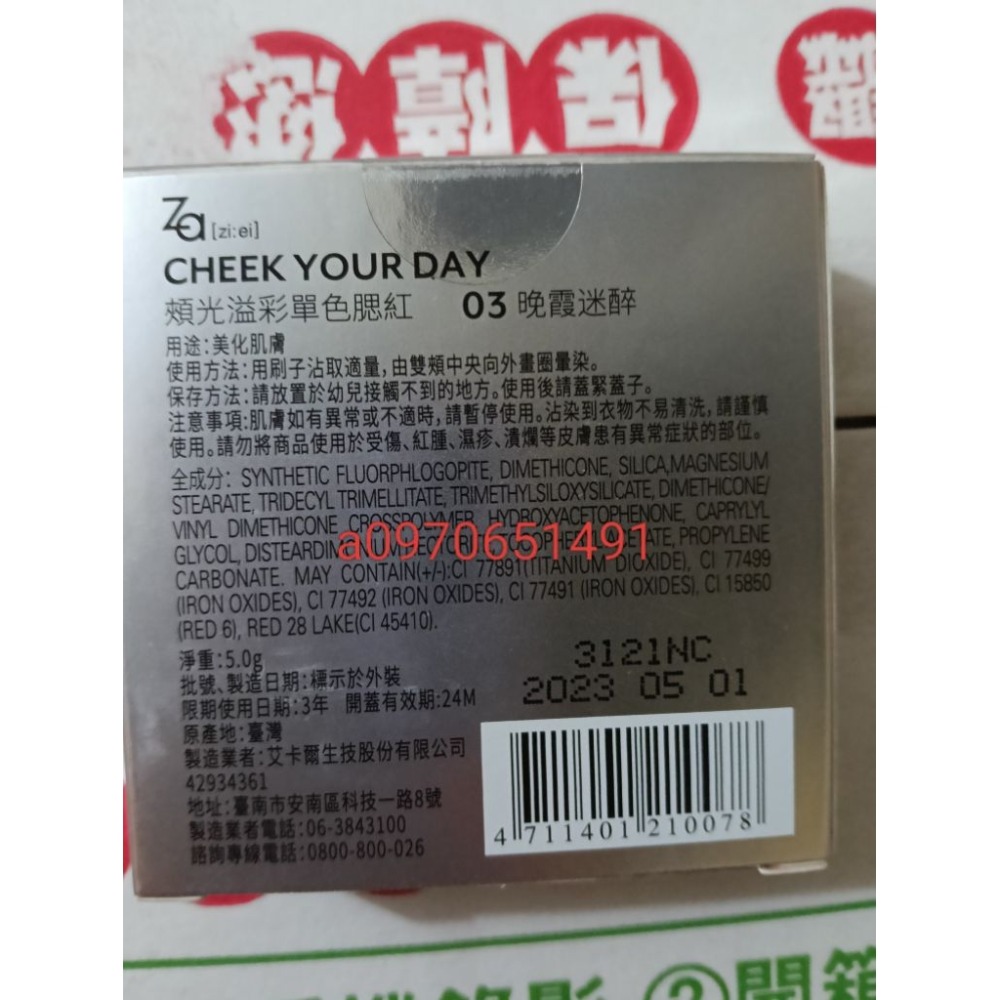 Za [zi:ei]
CHEEK YOUR DAY
頰光溢彩單色腮紅 03 晚霞迷醉
用途:美化肌膚
使用方法:用刷子沾取適量,由雙頰中央向外畫圈暈染。
保存方法:請放置於幼兒接觸不到的地方。使用後請蓋緊蓋子。
注意事項:肌膚如有異常或不適時,請暫停使用。沾染到衣物不易清洗,請謹慎
使用。請勿將商品使用於受傷、紅腫、濕疹、潰爛等皮膚患有異常症狀的部位。
全成分: SYNTHETIC FLUORPHLOGOPITE, DIMETHICONE, SILICA,MAGNESIUM
STEARATE, TRIDECYL TRIMELLITATE, TRIMETHYLSILOXYSILICATE, DIMETHICONE/
VINYL DIMETHICONE CROSSPOLYMER, HYDROXYACETOPHENONE, CAPRYLYL
a0970651491
GLYCOL, PROPYLENE
CARBONATE. MAY CONTAIN(+/-):CI 77891(TITANIUM DIOXIDE), CI 77499
(IRON OXIDES), CI 77492 (IRON OXIDES), CI 77491 (IRON OXIDES), CI 15850
(RED 6), RED 28 LAKE(CI 45410).
淨重:5.0g
批號、製造日期:標示於外裝
限期使用日期:3年 開蓋有效期:24M
3121NC
2023 05 01
原產地:臺灣
製造業者:艾卡爾生技股份有限公司
42934361
地址:臺南市安南區科技一路8號
製造業者電話:06-3843100
諮詢專線電話:0800-800-026
4 711401 210078
②開箱